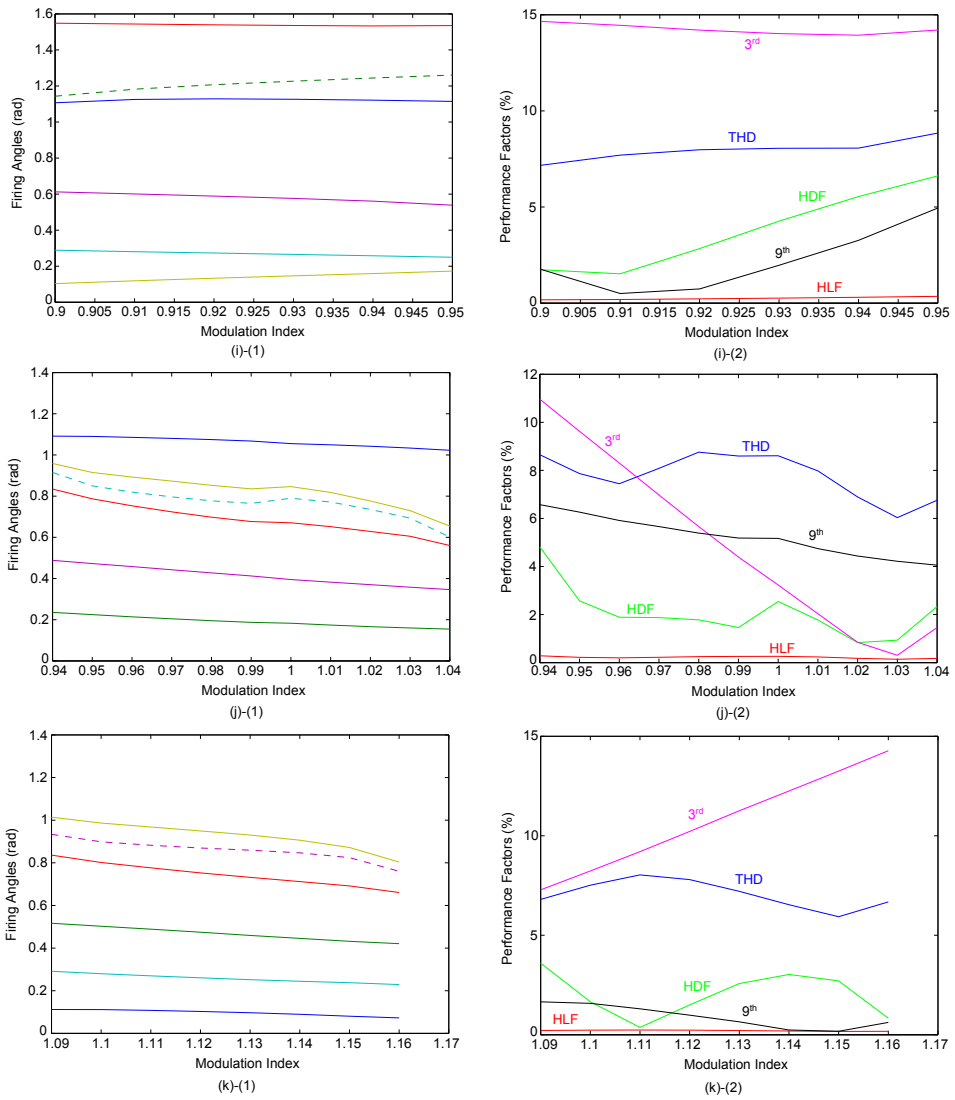 1.6
1.4
1.2
1
0.8
0.6
0.4
0.2
0
Firing Angles (rad)
0.9 0.905 0.91 0.915 0.92 0.925 0.93 0.935 0.94 0.945 0.95
Modulation Index
(i)-(1)
15
10
5
0
Performance Factors (%)
3rd
THD
HDF
9th
HLF
0.9 0.905 0.91 0.915 0.92 0.925 0.93 0.935 0.94 0.945 0.95
Modulation Index
(i)-(2)
1.4
1.2
1
0.8
0.6
0.4
0.2
0
Firing Angles (rad)
0.94 0.95 0.96 0.97 0.98 0.99 1 1.01 1.02 1.03 1.04
Modulation Index
(j)-(1)
12
10
8
6
4
2
0
Performance Factors (%)
3rd
THD
9th
HDF
HLF
0.94 0.95 0.96 0.97 0.98 0.99 1 1.01 1.02 1.03 1.04
Modulation Index
(j)-(2)
1.4
1.2
1
0.8
0.6
0.4
0.2
0
Firing Angles (rad)
1.09 1.1 1.11 1.12 1.13 1.14 1.15 1.16 1.17
Modulation Index
(k)-(1)
15
10
5
0
Performance Factors (%)
3rd
THD
HDF
9th
HLF
1.09 1.1 1.11 1.12 1.13 1.14 1.15 1.16 1.17
Modulation Index
(k)-(2)